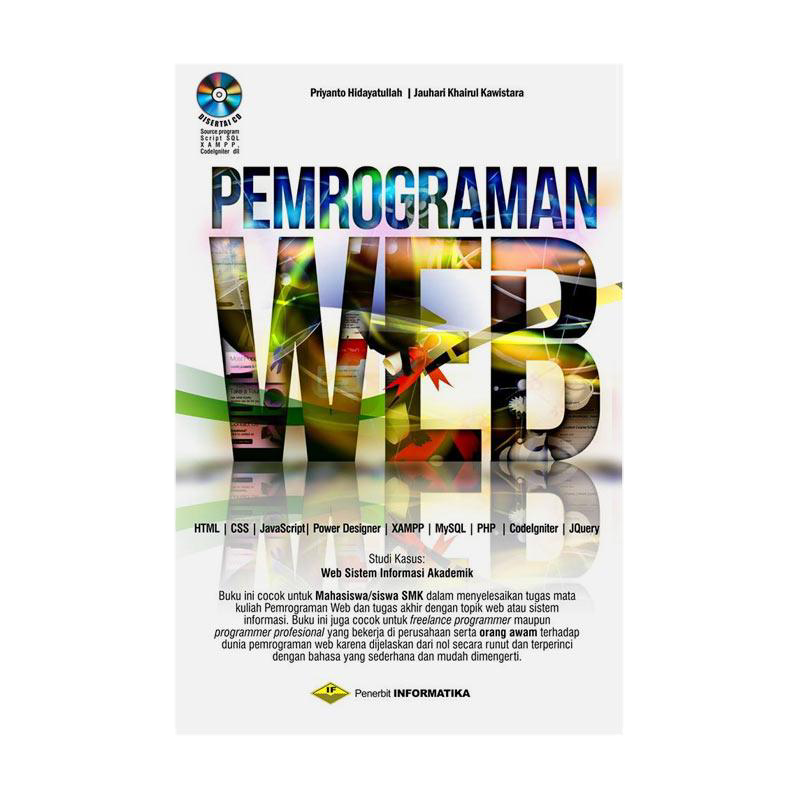 Priyanto Hidayatullah | Jauhari Khairul Kawistara
DISERTAI CD
Source program
Script SQL
XAMPP,
CodeIgniter dll
PEMROGRAMAN
WEB
HTML | CSS | JavaScript| Power Designer | XAMPP | MySQL | PHP | CodeIgniter | JQuery
Studi Kasus:
Web Sistem Informasi Akademik
Buku ini cocok untuk Mahasiswa/siswa SMK dalam menyelesaikan tugas mata
kuliah Pemrograman Web dan tugas akhir dengan topik web atau sistem
informasi. Buku ini juga cocok untuk freelance programmer maupun
programmer profesional yang bekerja di perusahaan serta orang awam terhadap
dunia pemrograman web karena dijelaskan dari nol secara runut dan terperinci
dengan bahasa yang sederhana dan mudah dimengerti.
IF
Penerbit INFORMATIKA